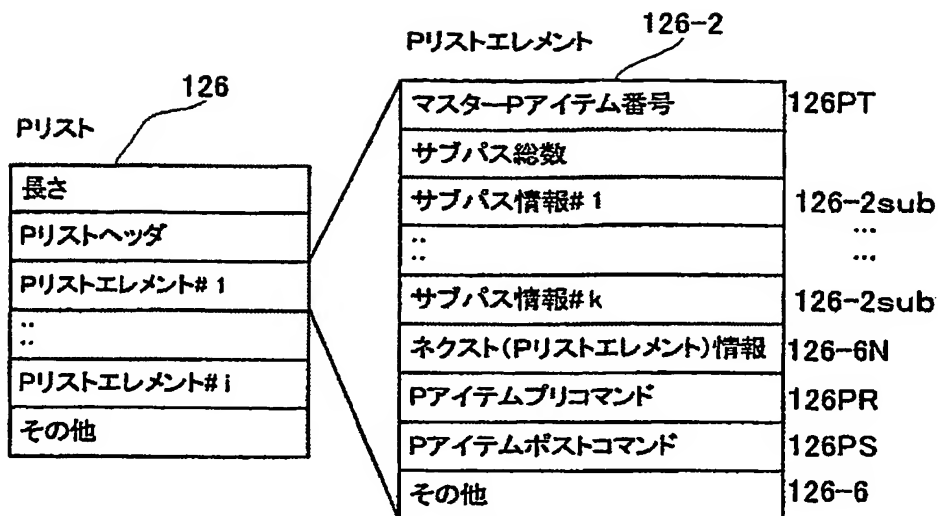 126
Pリスト
長さ
Pリストヘッダ
Pリストエレメント#1
::
Pリストエレメント#i
その他
126-2
Pリストエレメント
マスターPアイテム番号 126PT
サブパス総数
サブパス情報#1 126-2sub
:: ...
:: ...
サブパス情報#k 126-2sub
ネクスト(Pリストエレメント)情報 126-6N
Pアイテムプリコマンド 126PR
Pアイテムポストコマンド 126PS
その他 126-6